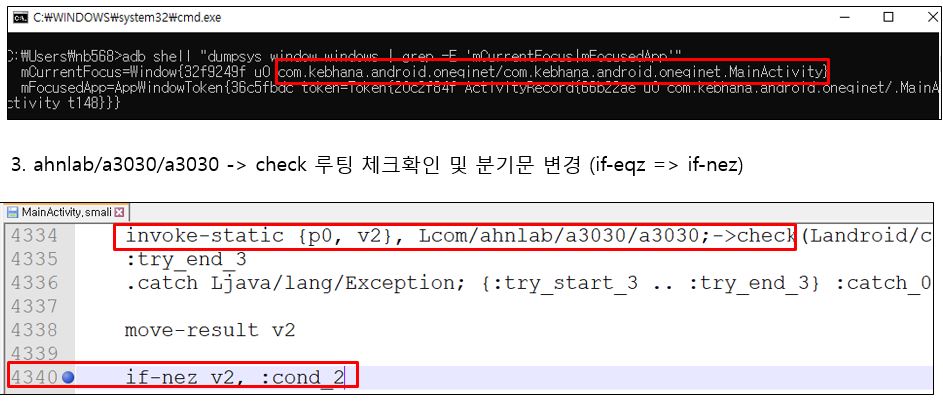 C:₩WINDOWS₩system32₩cmd.exe
C:₩Users₩nb568>adb shell "dumpsys window windows | grep -E 'mCurrentFocus|mFocusedApp'"
mCurrentFocus=Window{32f9249f u0 com.kebhana.android.oneqinet/com.kebhana.android.oneqinet.MainActivity}
mFocusedApp=AppWindowToken{36c5fbdc token=Token{20c2f84f ActivityRecord{66b22ae u0 com.kebhana.android.oneqinet/.MainA
ctivity t148}}}
3. ahnlab/a3030/a3030 -> check 루팅 체크확인 및 분기문 변경 (if-eqz => if-nez)
MainActivity.smali
4334 invoke-static {p0, v2}, Lcom/ahnlab/a3030/a3030;->check(Landroid/c
4335 :try_end_3
4336 .catch Ljava/lang/Exception; {:try_start_3 .. :try_end_3} :catch_0
4337
4338 move-result v2
4339
4340 if-nez v2, :cond_2